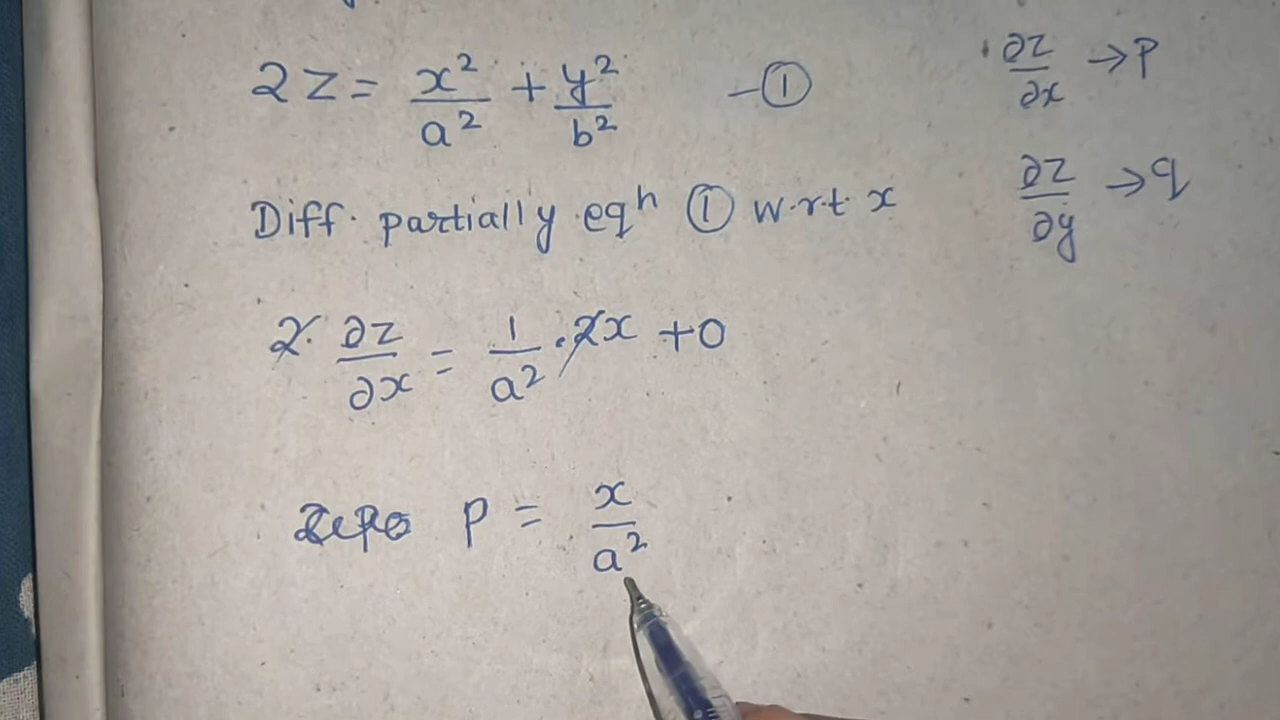 2z = x²/a² + y²/b² – ①
∂z/∂x → p
∂z/∂y → q
Diff. partially eqⁿ ① w.r.t x
2. ∂z/∂x = 1/a² . 2x + 0
p = x/a²